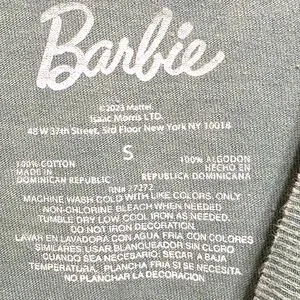 Barbie
©2023 Mattel.
Isaac Morris LTD.
48 W 37th Street, 3rd Floor New York NY 10018
S
100% COTTON
MADE IN
DOMINICAN REPUBLIC
100% ALGODON
HECHO EN
REPUBLICA DOMINICANA
RN# 77272
MACHINE WASH COLD WITH LIKE COLORS. ONLY
NON-CHLORINE BLEACH WHEN NEEDED
TUMBLE DRY LOW. COOL IRON AS NEEDED.
DO NOT IRON DECORATION.
LAVAR EN LAVADORA CON AGUA FRIA CON COLORES
SIMILARES. USAR BLANQUEADOR SIN CLORO
CUANDO SEA NECESARIO. SECAR A BAJA
TEMPERATURA. PLANCHA FRIA SI SE NECESITA
NO PLANCHAR LA DECORACION